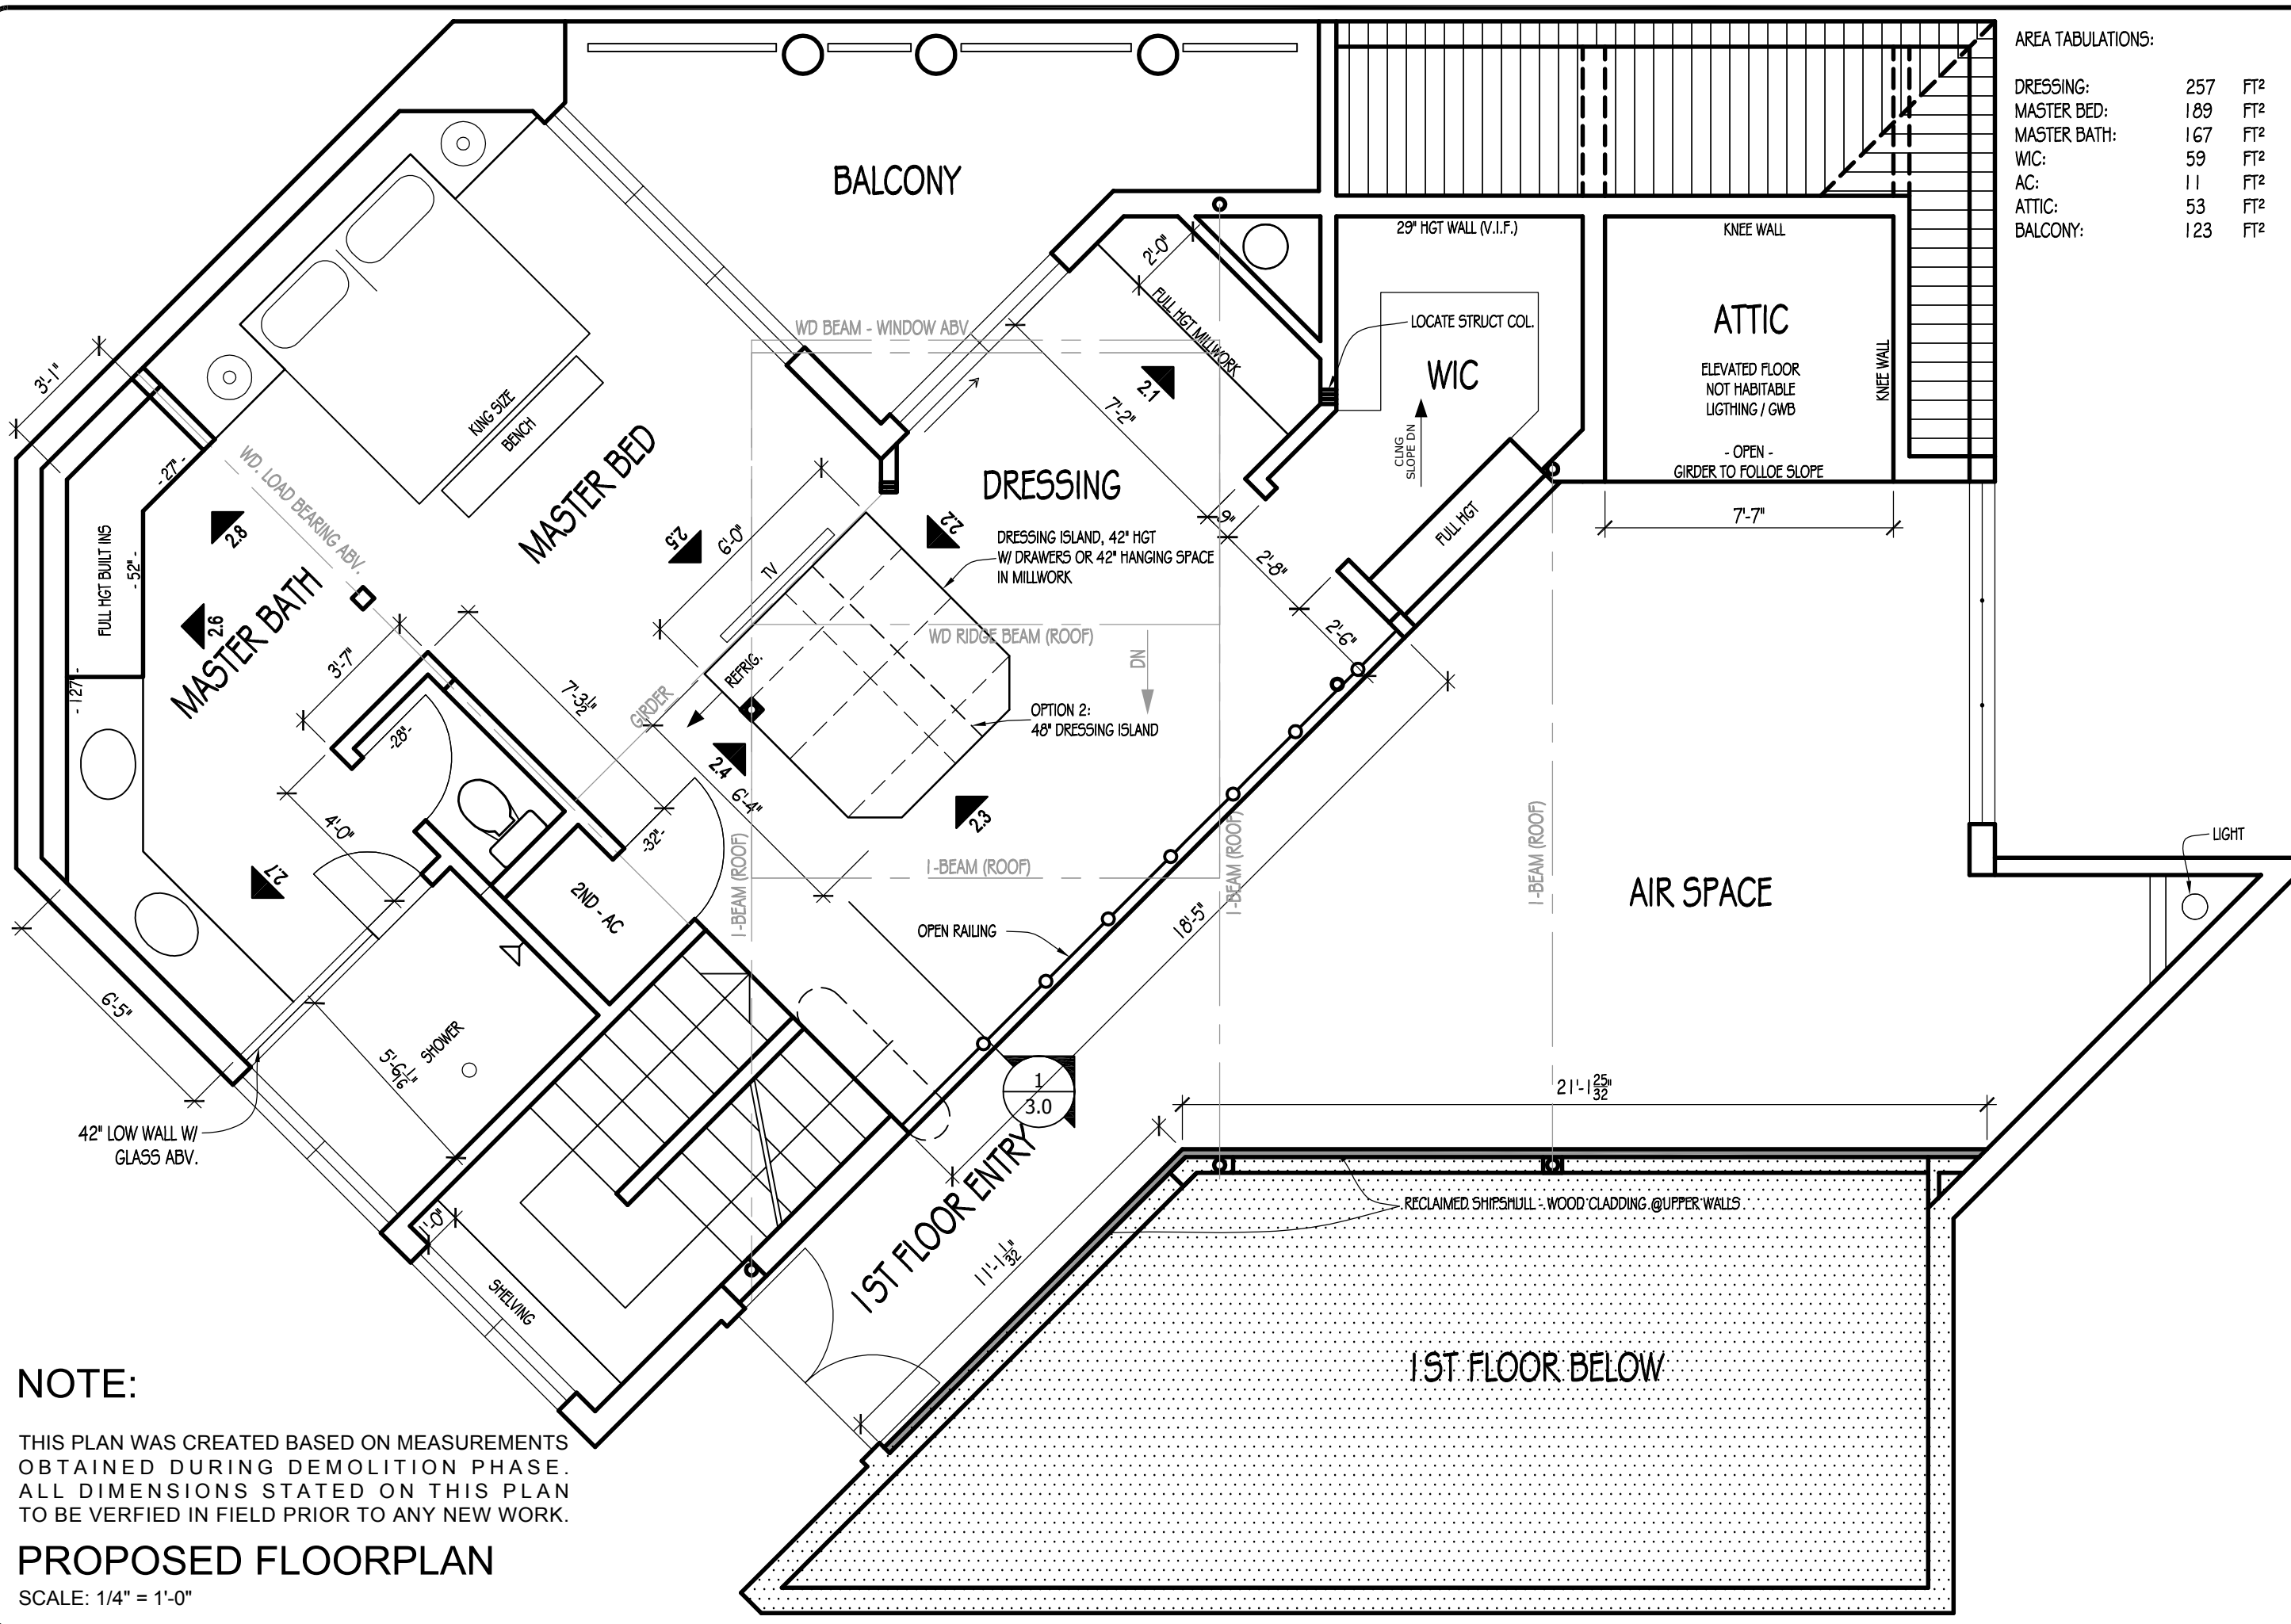 AREA TABULATIONS:
DRESSING: 257 FT²
MASTER BED: 189 FT²
MASTER BATH: 167 FT²
WIC: 59 FT²
AC: 11 FT²
ATTIC: 53 FT²
BALCONY: 123 FT²
BALCONY
29" HGT WALL (V.I.F.)
KNEE WALL
2'-0"
FULL HGT MILLWORK
WD BEAM - WINDOW ABV.
LOCATE STRUCT COL.
ATTIC
ELEVATED FLOOR
NOT HABITABLE
LIGTHING / GWB
- OPEN -
GIRDER TO FOLLOE SLOPE
KNEE WALL
WIC
CLNG
SLOPE DN
2.1
7'-2"
3'-1"
KING SIZE
BENCH
MASTER BED
DRESSING
DRESSING ISLAND, 42" HGT
W/ DRAWERS OR 42" HANGING SPACE
IN MILLWORK
-27"-
WD. LOAD BEARING ABV.
2.8
2.5
2.2
6'-0"
TV
9"
FULL HGT
7'-7"
2'-8"
2'-6"
FULL HGT BUILT INS
-52"-
2.6
MASTER BATH
3'-7"
7'-3½"
WD RIDGE BEAM (ROOF)
DN
REFRIG.
GIRDER
-127"-
-28"-
OPTION 2:
48" DRESSING ISLAND
2.4
6'-4"
2.3
4'-0"
-32"-
I-BEAM (ROOF)
I-BEAM (ROOF)
I-BEAM (ROOF)
I-BEAM (ROOF)
LIGHT
2.7
2ND - AC
AIR SPACE
OPEN RAILING
18'-5"
6'-5"
SHOWER
5'-6 1/16"
1
3.0
21'-1 25/32"
42" LOW WALL W/
GLASS ABV.
1'-0"
SHELVING
1ST FLOOR ENTRY
11'-1 1/32"
RECLAIMED SHIPSHULL - WOOD CLADDING @UPPER WALLS
1ST FLOOR BELOW
NOTE:
THIS PLAN WAS CREATED BASED ON MEASUREMENTS
OBTAINED DURING DEMOLITION PHASE.
ALL DIMENSIONS STATED ON THIS PLAN
TO BE VERFIED IN FIELD PRIOR TO ANY NEW WORK.
PROPOSED FLOORPLAN
SCALE: 1/4" = 1'-0"